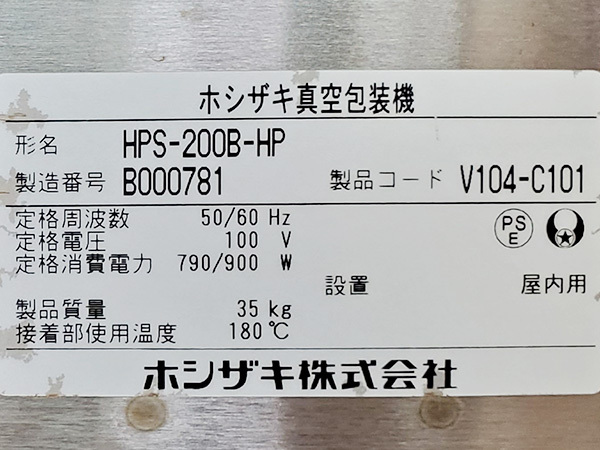 ホシザキ真空包装機
形名 HPS-200B-HP
製造番号 B000781 製品コード V104-C101
定格周波数 50/60 Hz
定格電圧 100 V
定格消費電力 790/900 W
PS
E
設置 屋内用
製品質量 35 kg
接着部使用温度 180℃
ホシザキ株式会社